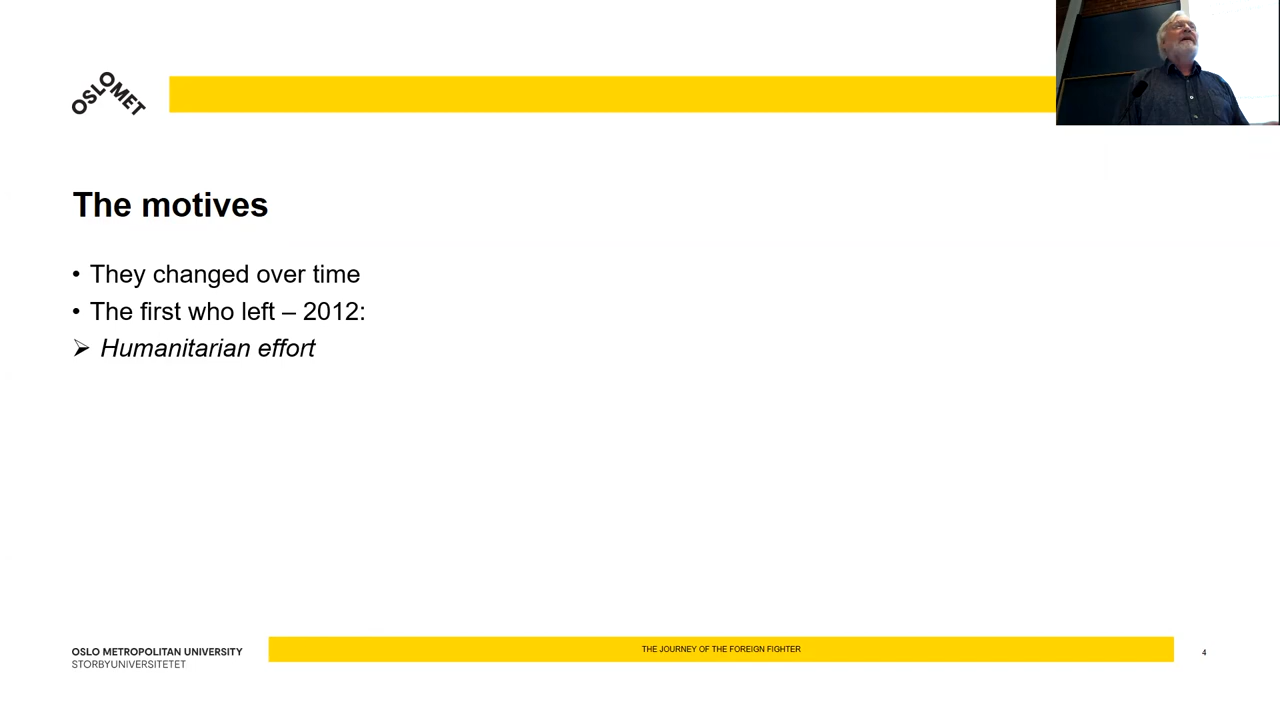 OSLOMET
The motives
• They changed over time
• The first who left – 2012:
➢ Humanitarian effort
OSLO METROPOLITAN UNIVERSITY
STORBYUNIVERSITETET
THE JOURNEY OF THE FOREIGN FIGHTER
4